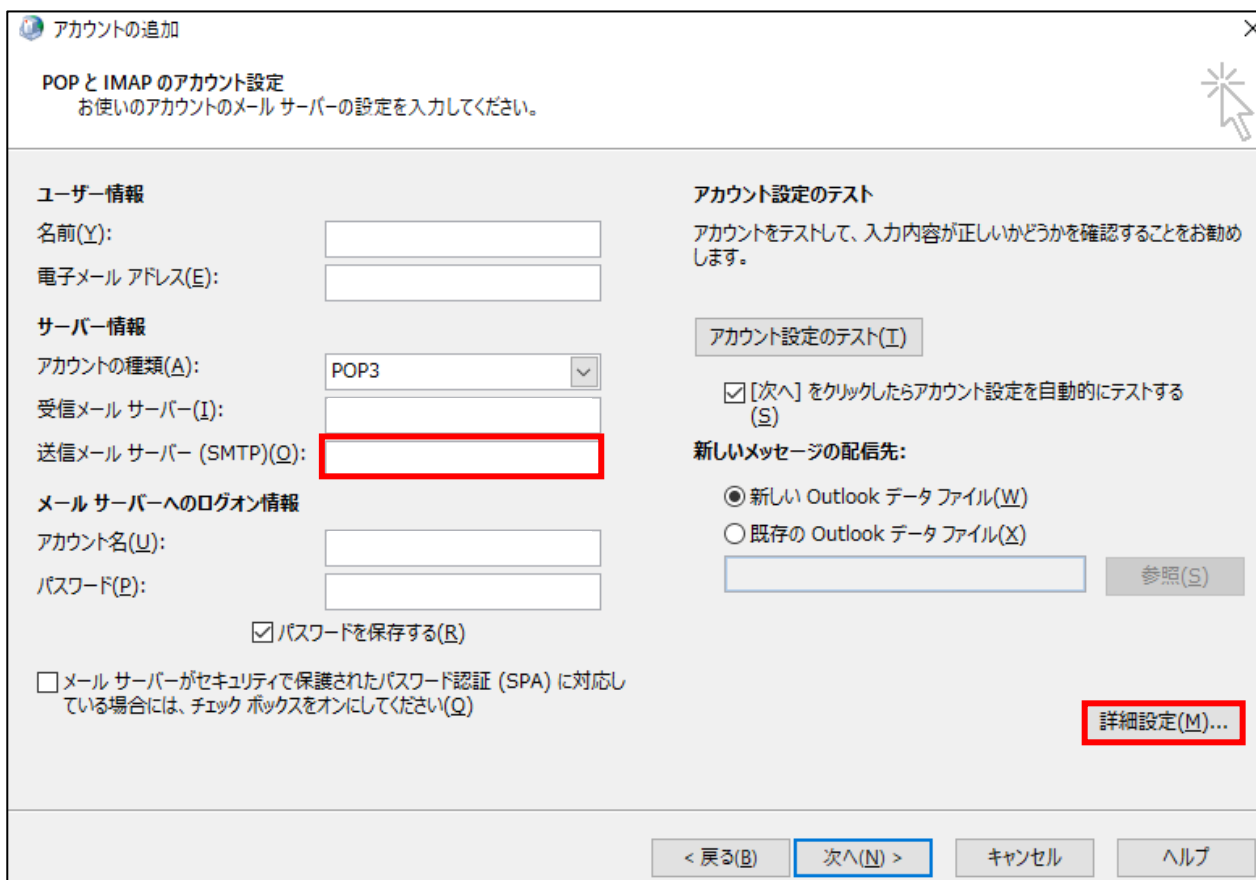 アカウントの追加
POP と IMAP のアカウント設定
お使いのアカウントのメール サーバーの設定を入力してください。
ユーザー情報
名前(Y):
電子メール アドレス(E):
サーバー情報
アカウントの種類(A):
POP3
受信メール サーバー(I):
送信メール サーバー (SMTP)(O):
メール サーバーへのログオン情報
アカウント名(U):
パスワード(P):
パスワードを保存する(R)
メール サーバーがセキュリティで保護されたパスワード認証 (SPA) に対応し
ている場合には、チェック ボックスをオンにしてください(Q)
アカウント設定のテスト
アカウントをテストして、入力内容が正しいかどうかを確認することをお勧め
します。
アカウント設定のテスト(T)
[次へ] をクリックしたらアカウント設定を自動的にテストする
(S)
新しいメッセージの配信先:
新しい Outlook データ ファイル(W)
既存の Outlook データ ファイル(X)
参照(S)
詳細設定(M)...
< 戻る(B)
次へ(N) >
キャンセル
ヘルプ